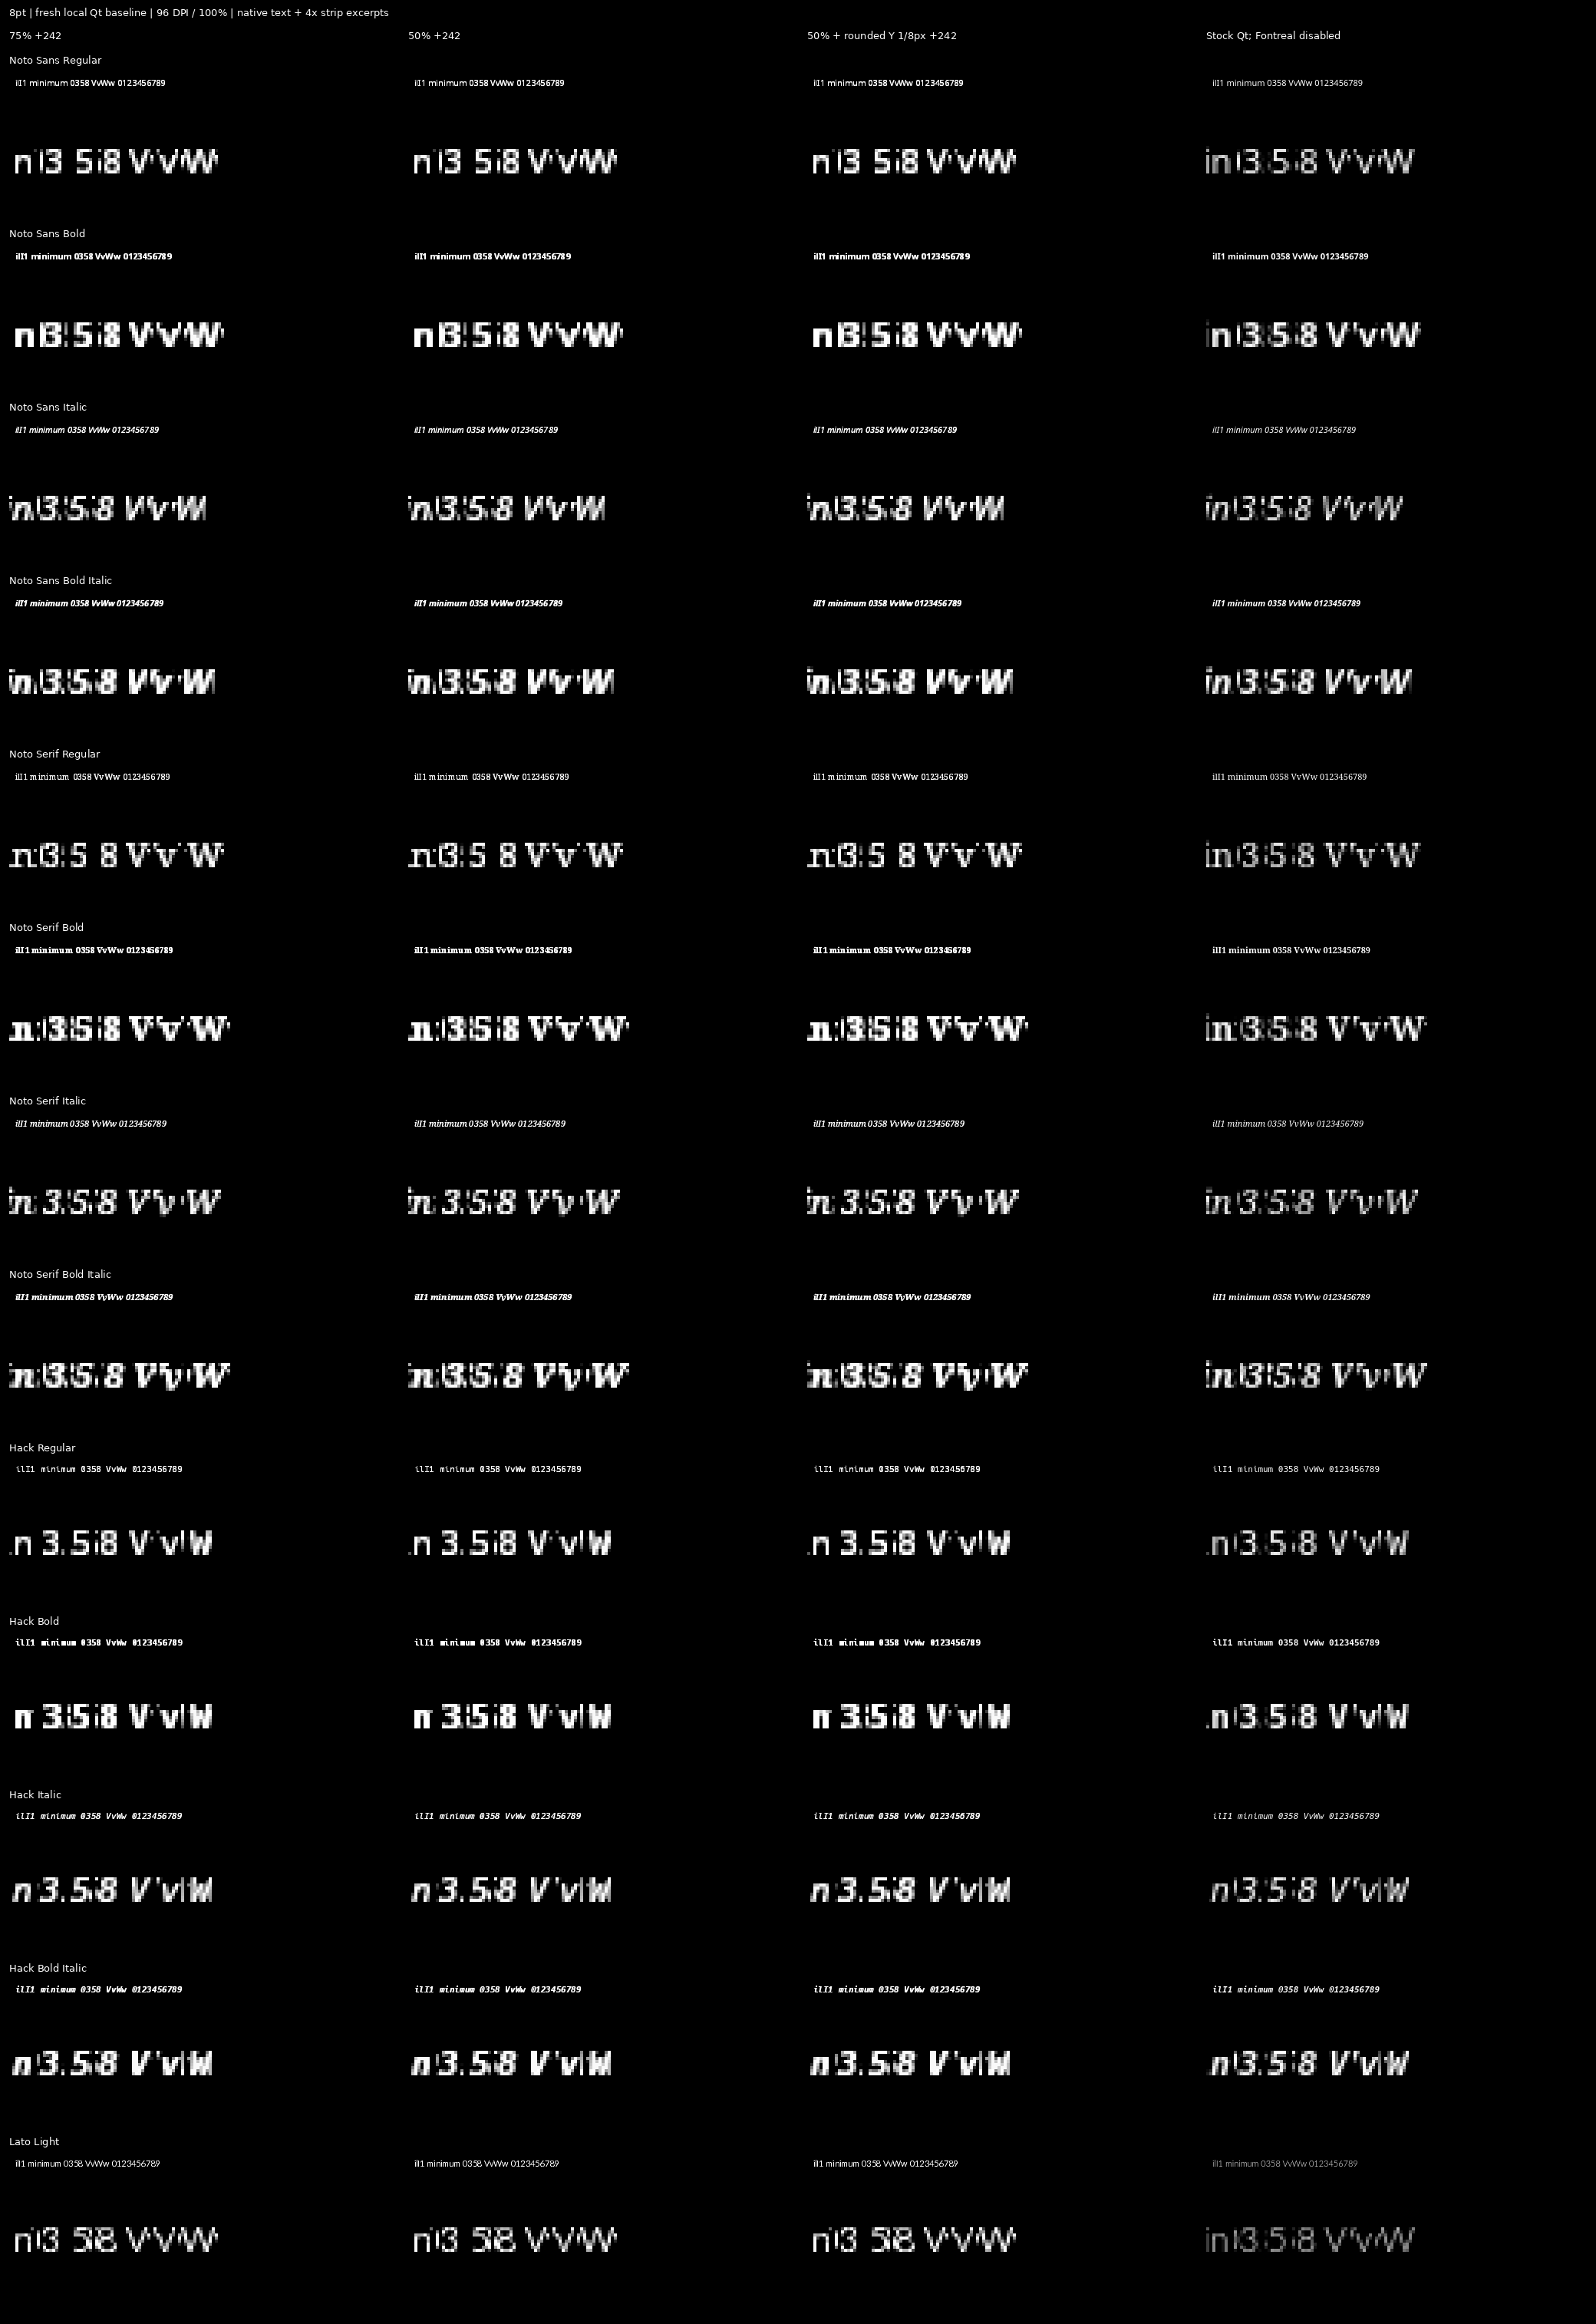 8pt | fresh local Qt baseline | 96 DPI / 100% | native text + 4x strip excerpts
75% +242 50% +242 50% + rounded Y 1/8px +242 Stock Qt; Fontreal disabled
Noto Sans Regular
ilI1 minimum 0358 VvWw 0123456789 ilI1 minimum 0358 VvWw 0123456789 ilI1 minimum 0358 VvWw 0123456789 ilI1 minimum 0358 VvWw 0123456789
Noto Sans Bold
ilI1 minimum 0358 VvWw 0123456789 ilI1 minimum 0358 VvWw 0123456789 ilI1 minimum 0358 VvWw 0123456789 ilI1 minimum 0358 VvWw 0123456789
Noto Sans Italic
ilI1 minimum 0358 VvWw 0123456789 ilI1 minimum 0358 VvWw 0123456789 ilI1 minimum 0358 VvWw 0123456789 ilI1 minimum 0358 VvWw 0123456789
Noto Sans Bold Italic
ilI1 minimum 0358 VvWw 0123456789 ilI1 minimum 0358 VvWw 0123456789 ilI1 minimum 0358 VvWw 0123456789 ilI1 minimum 0358 VvWw 0123456789
Noto Serif Regular
ilI1 minimum 0358 VvWw 0123456789 ilI1 minimum 0358 VvWw 0123456789 ilI1 minimum 0358 VvWw 0123456789 ilI1 minimum 0358 VvWw 0123456789
Noto Serif Bold
ilI1 minimum 0358 VvWw 0123456789 ilI1 minimum 0358 VvWw 0123456789 ilI1 minimum 0358 VvWw 0123456789 ilI1 minimum 0358 VvWw 0123456789
Noto Serif Italic
ilI1 minimum 0358 VvWw 0123456789 ilI1 minimum 0358 VvWw 0123456789 ilI1 minimum 0358 VvWw 0123456789 ilI1 minimum 0358 VvWw 0123456789
Noto Serif Bold Italic
ilI1 minimum 0358 VvWw 0123456789 ilI1 minimum 0358 VvWw 0123456789 ilI1 minimum 0358 VvWw 0123456789 ilI1 minimum 0358 VvWw 0123456789
Hack Regular
ilI1 minimum 0358 VvWw 0123456789 ilI1 minimum 0358 VvWw 0123456789 ilI1 minimum 0358 VvWw 0123456789 ilI1 minimum 0358 VvWw 0123456789
Hack Bold
ilI1 minimum 0358 VvWw 0123456789 ilI1 minimum 0358 VvWw 0123456789 ilI1 minimum 0358 VvWw 0123456789 ilI1 minimum 0358 VvWw 0123456789
Hack Italic
ilI1 minimum 0358 VvWw 0123456789 ilI1 minimum 0358 VvWw 0123456789 ilI1 minimum 0358 VvWw 0123456789 ilI1 minimum 0358 VvWw 0123456789
Hack Bold Italic
ilI1 minimum 0358 VvWw 0123456789 ilI1 minimum 0358 VvWw 0123456789 ilI1 minimum 0358 VvWw 0123456789 ilI1 minimum 0358 VvWw 0123456789
Lato Light
ilI1 minimum 0358 VvWw 0123456789 ilI1 minimum 0358 VvWw 0123456789 ilI1 minimum 0358 VvWw 0123456789 ilI1 minimum 0358 VvWw 0123456789